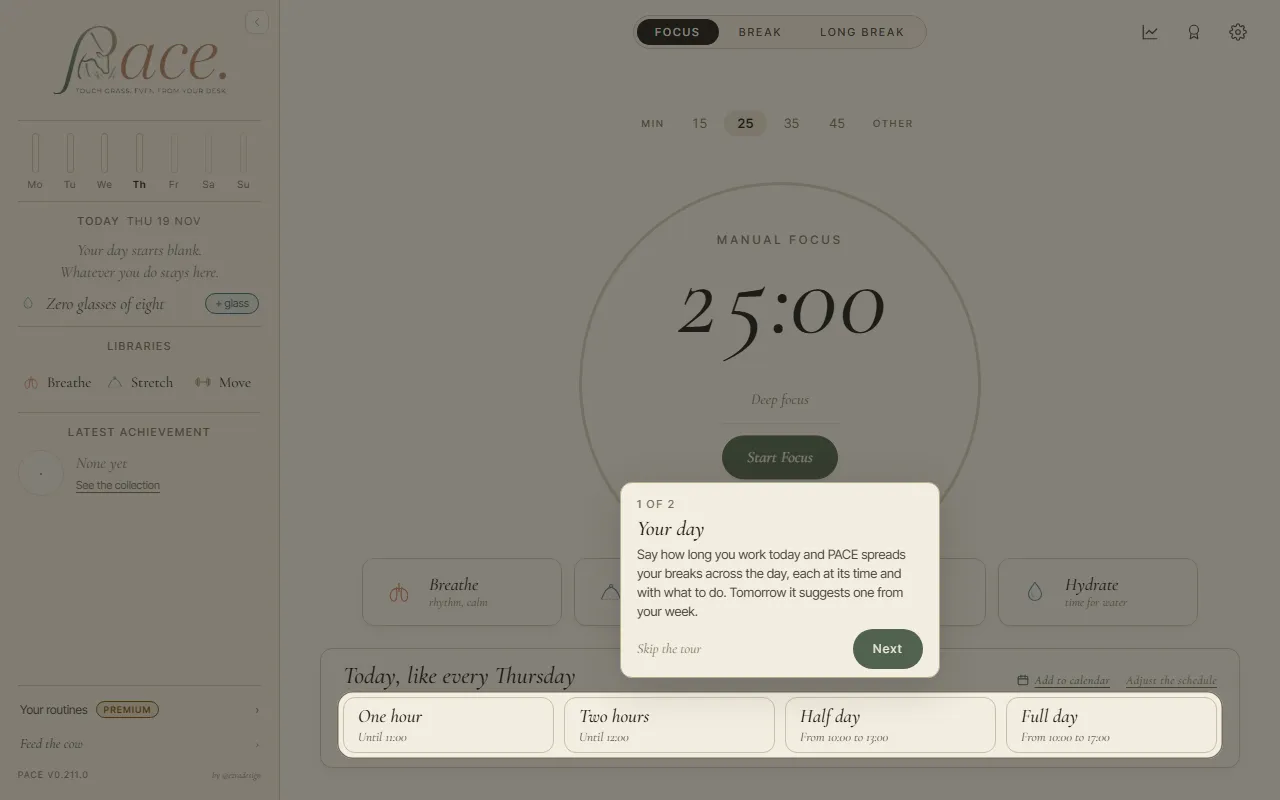 Pace.
TOUCH GRASS. EVEN FROM YOUR DESK.
Mo Tu We Th Fr Sa Su
TODAY THU 19 NOV
Your day starts blank.
Whatever you do stays here.
Zero glasses of eight
+ glass
LIBRARIES
Breathe Stretch Move
LATEST ACHIEVEMENT
None yet
See the collection
Your routines PREMIUM
Feed the cow
PACE V0.211.0
FOCUS BREAK LONG BREAK
MIN 15 25 35 45 OTHER
MANUAL FOCUS
25:00
Deep focus
Start Focus
1 OF 2
Your day
Say how long you work today and PACE spreads
your breaks across the day, each at its time and
with what to do. Tomorrow it suggests one from
your week.
Skip the tour
Next
Breathe
rhythm, calm
Hydrate
time for water
Today, like every Thursday
Add to calendar
Adjust the schedule
One hour
Until 11:00
Two hours
Until 12:00
Half day
From 10:00 to 13:00
Full day
From 10:00 to 17:00